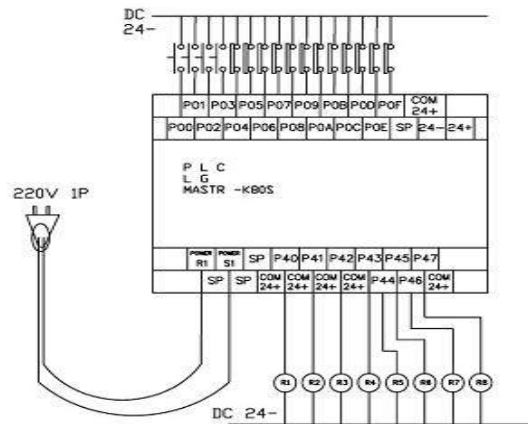 DC
24-
P01 P03 P05 P07 P09 P0B P0D P0F COM 24+
P00 P02 P04 P06 P08 P0A P0C P0E SP 24- 24+
P L C
L G
MASTR -K80S
220V 1P
POWER R1 POWER S1 SP P40 P41 P42 P43 P45 P47
SP SP COM 24+ COM 24+ COM 24+ COM 24+ P44 P46 COM 24+
R1 R2 R3 R4 R5 R6 R7 R8
DC 24-